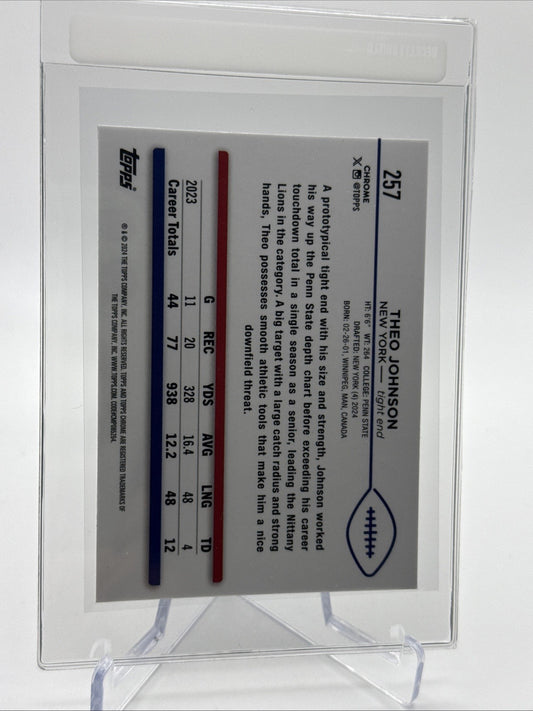 257
CHROME
X @TOPPS
THEO JOHNSON
NEW YORK — tight end
HT: 6'6" WT: 264 COLLEGE: PENN STATE
DRAFTED: NEW YORK (4) 2024
BORN: 02-26-01, WINNIPEG, MAN, CANADA
A prototypical tight end with his size and strength, Johnson worked
his way up the Penn State depth chart before exceeding his career
touchdown total in a single season as a senior, leading the Nittany
Lions in the category. A big target with a large catch radius and strong
hands, Theo possesses smooth athletic tools that make him a nice
downfield threat.
G REC YDS AVG LNG TD
2023 11 20 328 16.4 48 4
Career Totals 44 77 938 12.2 48 12
topps
® & © 2024 THE TOPPS COMPANY, INC. ALL RIGHTS RESERVED. TOPPS AND TOPPS CHROME ARE REGISTERED TRADEMARKS OF
THE TOPPS COMPANY, INC. WWW.TOPPS.COM.